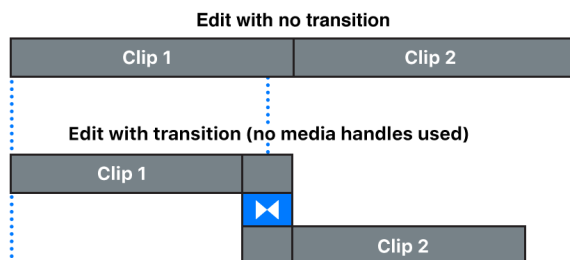 Edit with no transition
Clip 1 Clip 2
Edit with transition (no media handles used)
Clip 1
Clip 2